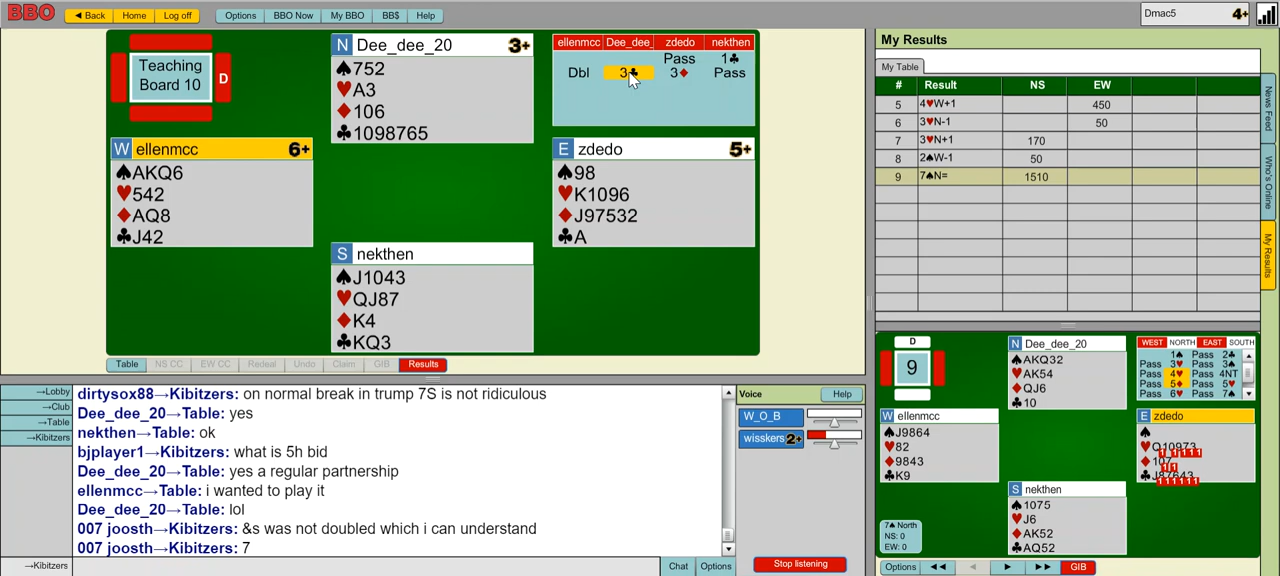 BBO
◄ Back Home Log off Options BBO Now My BBO BB$ Help Dmac5 4+
Teaching
Board 10
D
N Dee_dee_20 3+
♠752
♥A3
♦106
♣1098765
ellenmcc Dee_dee_ zdedo nekthen
Pass 1♣
Dbl 3♣ 3♦ Pass
W ellenmcc 6+
♠AKQ6
♥542
♦AQ8
♣J42
E zdedo 5+
♠98
♥K1096
♦J97532
♣A
S nekthen
♠J1043
♥QJ87
♦K4
♣KQ3
Table NS CC EW CC Redeal Undo Claim GIB Results
My Results
My Table
# Result NS EW
5 4♥W+1 450
6 3♥N-1 50
7 3♥N+1 170
8 2♠W-1 50
9 7♠N= 1510
News Feed
Who's Online
My Results
→Lobby
→Club
→Table
→Kibitzers
dirtysox88→Kibitzers: on normal break in trump 7S is not ridiculous
Dee_dee_20→Table: yes
nekthen→Table: ok
bjplayer1→Kibitzers: what is 5h bid
Dee_dee_20→Table: yes a regular partnership
ellenmcc→Table: i wanted to play it
Dee_dee_20→Table: lol
007 joosth→Kibitzers: &s was not doubled which i can understand
007 joosth→Kibitzers: 7
→Kibitzers Chat Options
Voice Help
W_O_B
wisskers 2+
Stop listening
D
9
N Dee_dee_20
♠AKQ32
♥AK54
♦QJ6
♣10
WEST NORTH EAST SOUTH
1♠ Pass 2♣
Pass 3♥ Pass 3♠
Pass 4♥ Pass 4NT
Pass 5♦ Pass 5♥
Pass 6♥ Pass 7♠
W ellenmcc
♠J9864
♥82
♦9843
♣K9
E zdedo
♠
♥Q10973
♦107
♣J87643
S nekthen
♠1075
♥J6
♦AK52
♣AQ52
7♠ North
NS: 0
EW: 0
Options ◄◄ ◄ ► ►► GIB